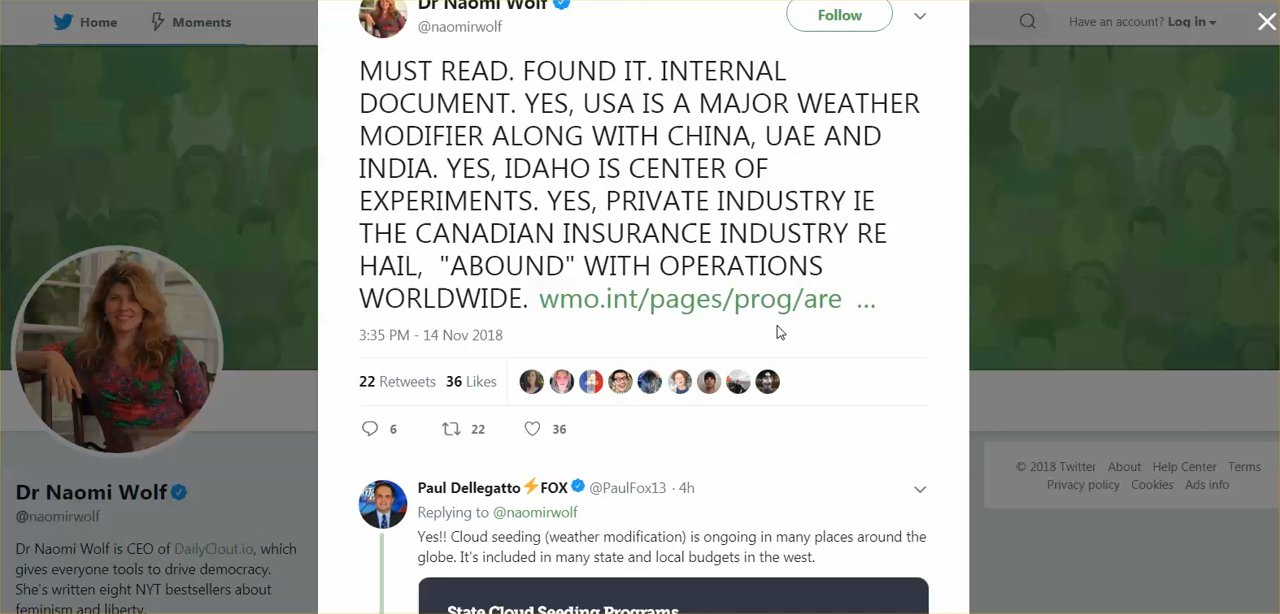 Home
Moments
Dr Naomi Wolf
@naomirwolf
Follow
Have an account? Log in
MUST READ. FOUND IT. INTERNAL
DOCUMENT. YES, USA IS A MAJOR WEATHER
MODIFIER ALONG WITH CHINA, UAE AND
INDIA. YES, IDAHO IS CENTER OF
EXPERIMENTS. YES, PRIVATE INDUSTRY IE
THE CANADIAN INSURANCE INDUSTRY RE
HAIL, "ABOUND" WITH OPERATIONS
WORLDWIDE. wmo.int/pages/prog/are ...
3:35 PM - 14 Nov 2018
22 Retweets 36 Likes
6 22 36
Paul Dellegatto⚡FOX @PaulFox13 · 4h
Replying to @naomirwolf
Yes!! Cloud seeding (weather modification) is ongoing in many places around the
globe. It's included in many state and local budgets in the west.
State Cloud Seeding Programs
Dr Naomi Wolf
@naomirwolf
Dr Naomi Wolf is CEO of DailyClout.io, which
gives everyone tools to drive democracy.
She's written eight NYT bestsellers about
feminism and liberty.
© 2018 Twitter About Help Center Terms
Privacy policy Cookies Ads info